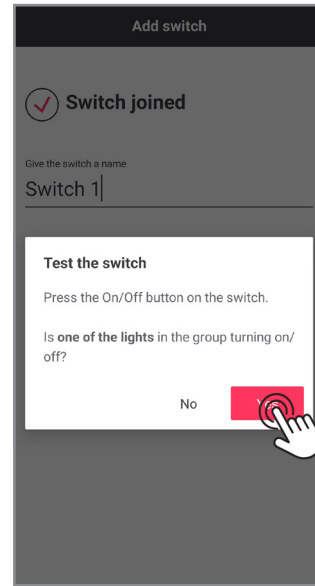 Add switch
Switch joined
Give the switch a name
Switch 1
Test the switch
Press the On/Off button on the switch.
Is one of the lights in the group turning on/
off?
No
Yes